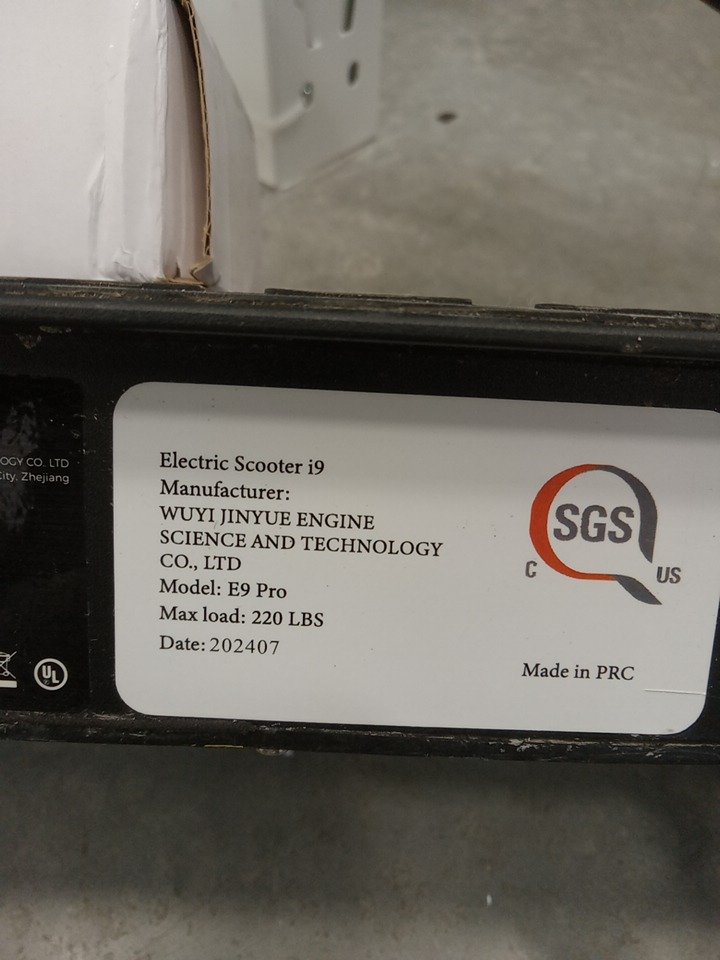 OGY CO. LTD
City. Zhejiang
UL
Electric Scooter i9
Manufacturer:
WUYI JINYUE ENGINE
SCIENCE AND TECHNOLOGY
CO., LTD
Model: E9 Pro
Max load: 220 LBS
Date: 202407
SGS
C US
Made in PRC